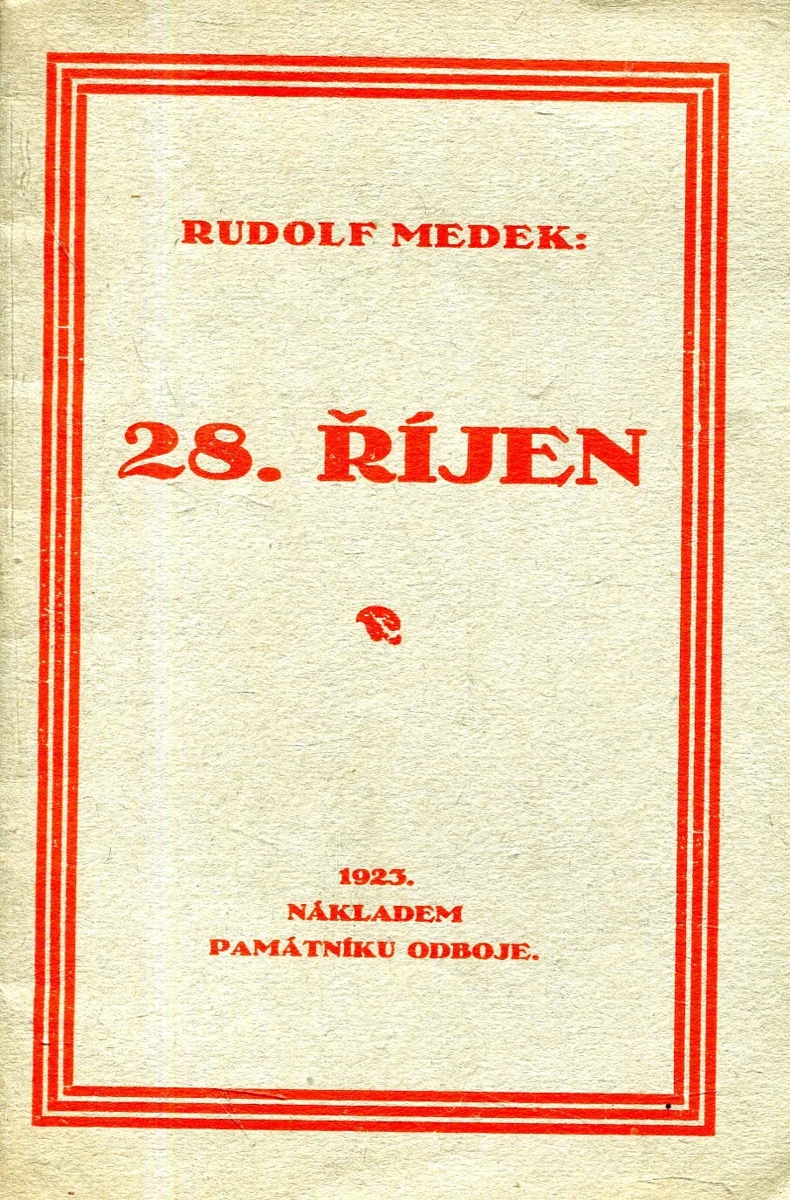 RUDOLF MEDEK:
28. ŘÍJEN
1923.
NÁKLADEM
PAMÁTNÍKU ODBOJE.